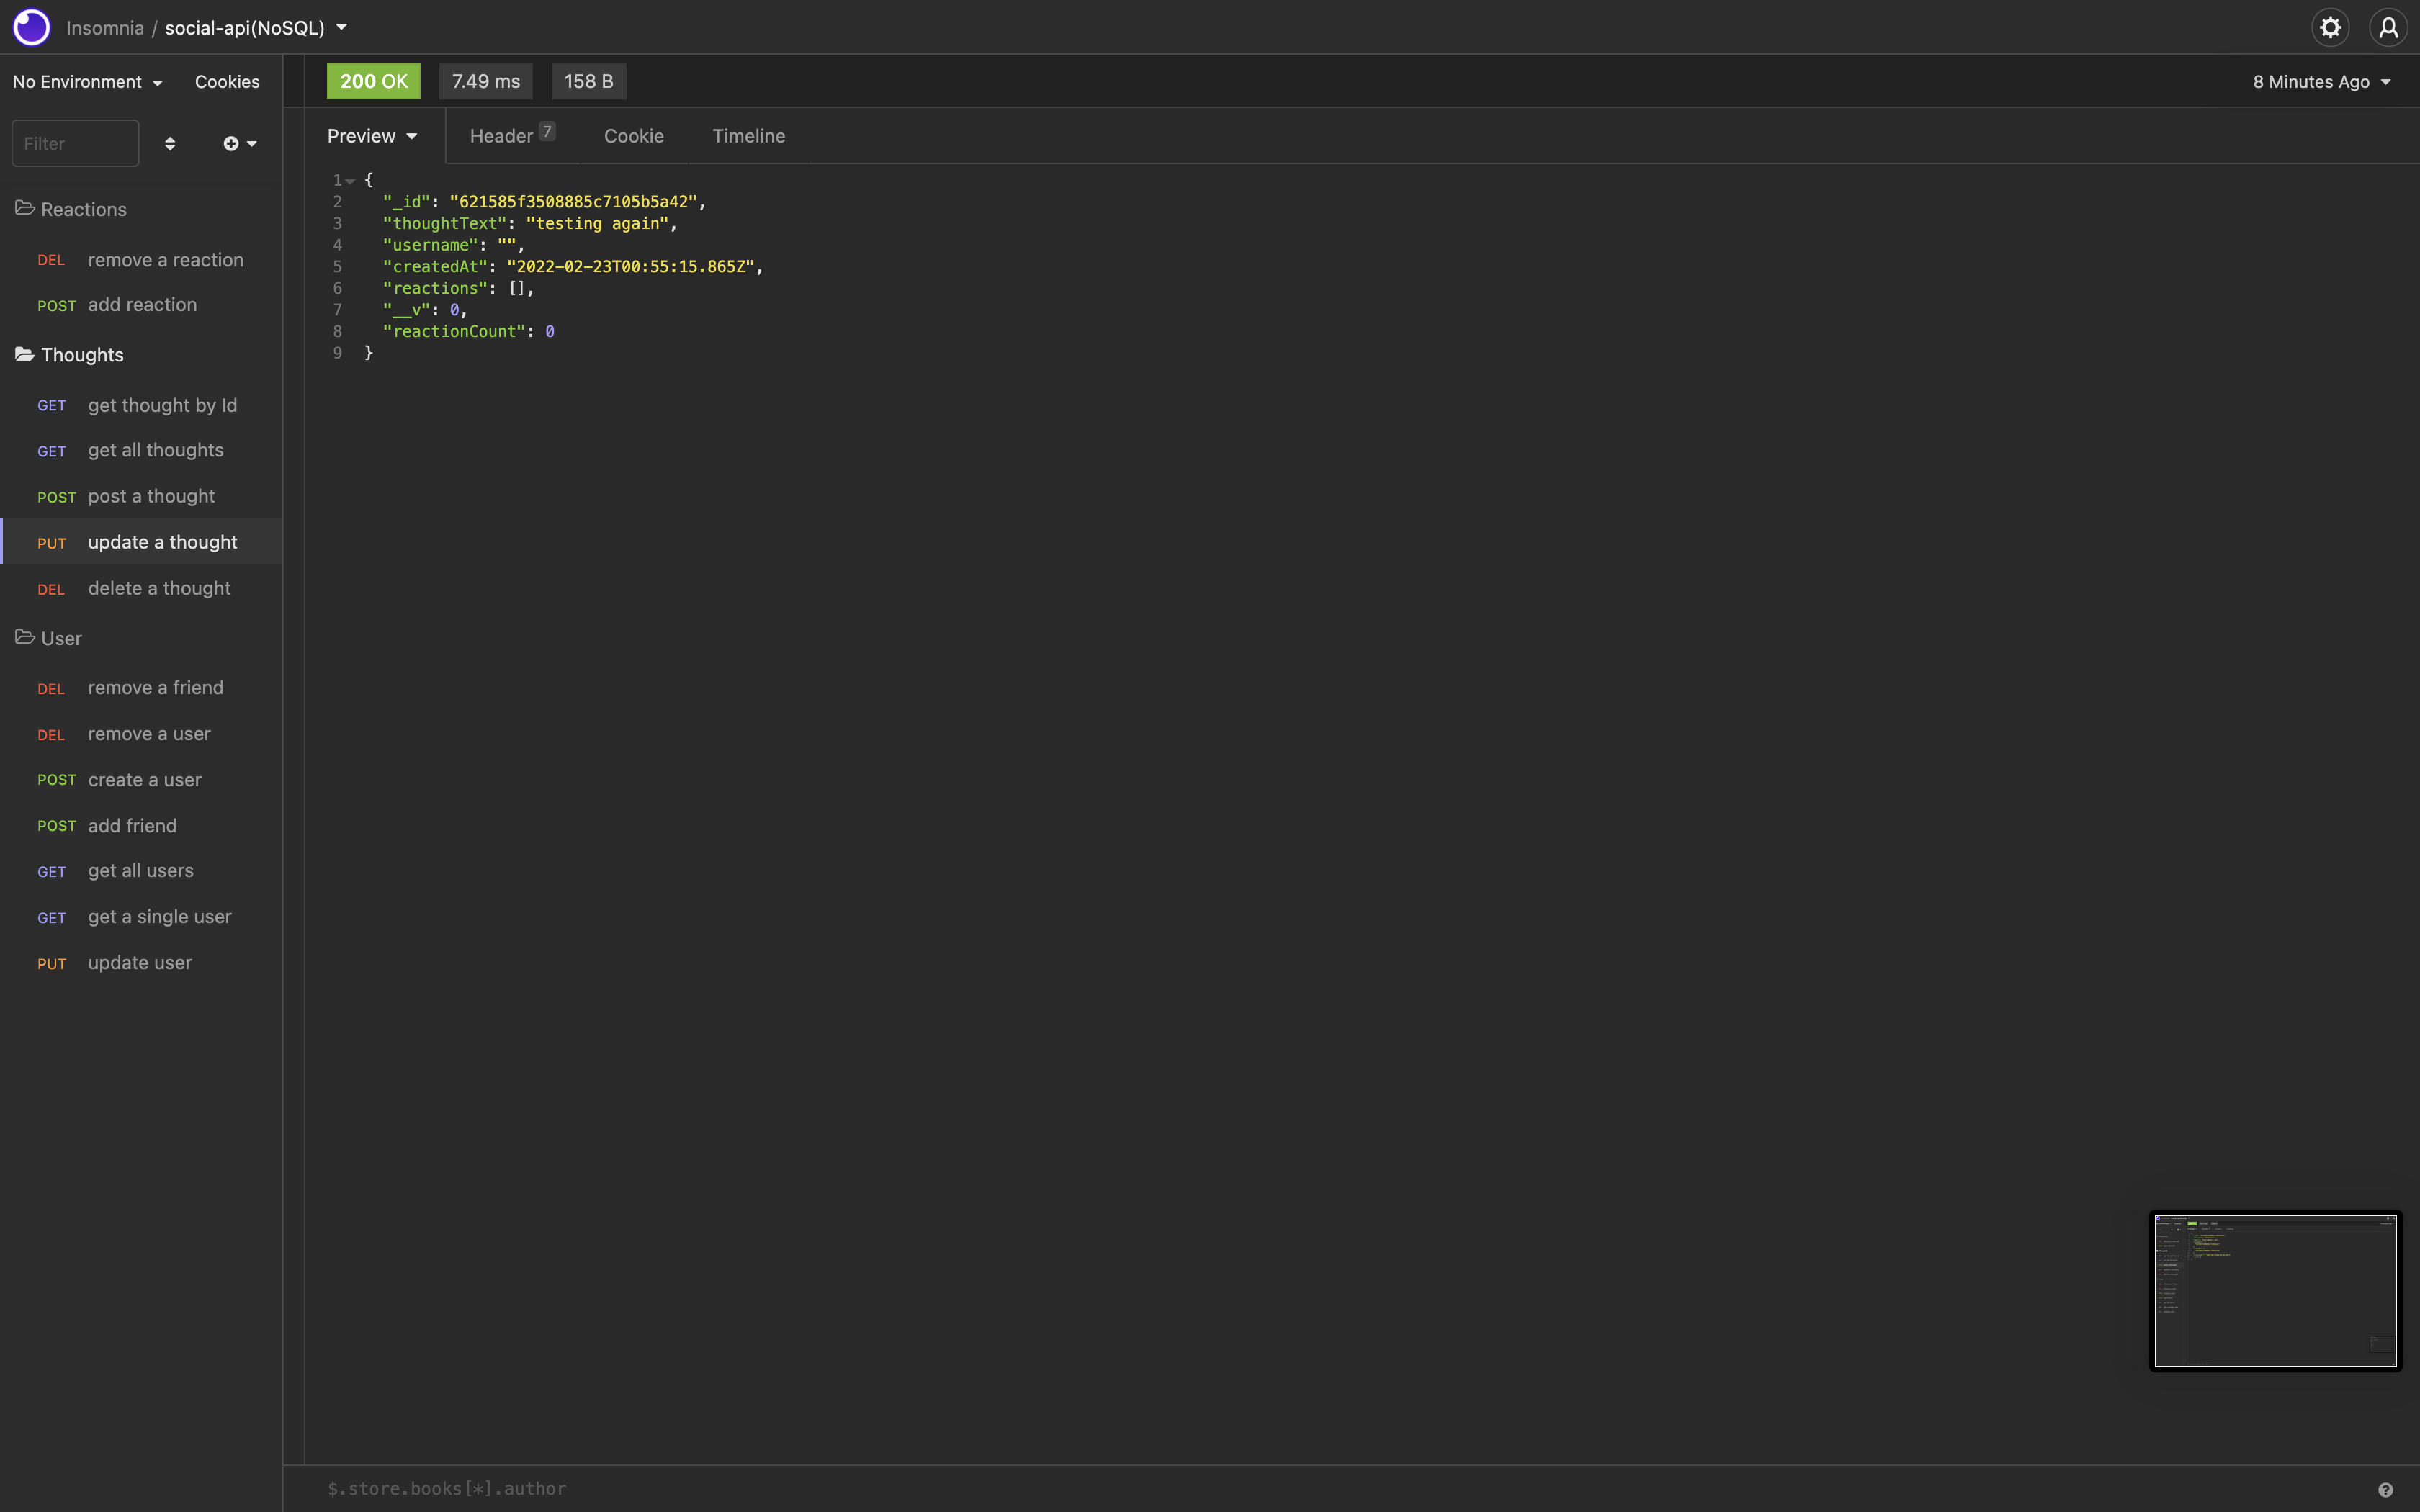 Insomnia / social-api(NoSQL)
No Environment Cookies
200 OK 7.49 ms 158 B 8 Minutes Ago
Filter
Preview Header 7 Cookie Timeline
Reactions
DEL remove a reaction
POST add reaction
Thoughts
GET get thought by Id
GET get all thoughts
POST post a thought
PUT update a thought
DEL delete a thought
User
DEL remove a friend
DEL remove a user
POST create a user
POST add friend
GET get all users
GET get a single user
PUT update user
1 {
2 "_id": "621585f3508885c7105b5a42",
3 "thoughtText": "testing again",
4 "username": "",
5 "createdAt": "2022-02-23T00:55:15.865Z",
6 "reactions": [],
7 "__v": 0,
8 "reactionCount": 0
9 }
$.store.books[*].author